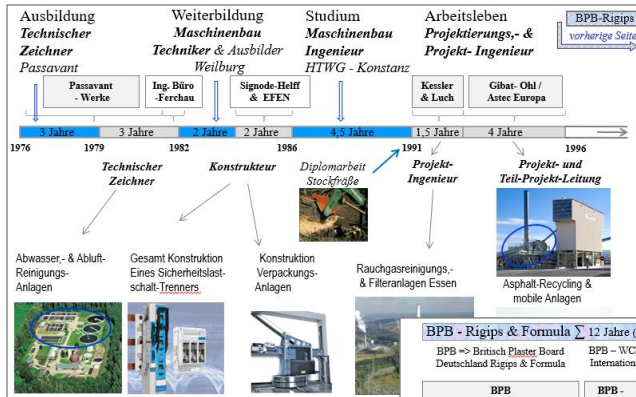 Ausbildung
Technischer
Zeichner
Passavant
Weiterbildung
Maschinenbau
Techniker & Ausbilder
Weilburg
Studium
Maschinenbau
Ingenieur
HTWG - Konstanz
Arbeitsleben
Projektierungs,- &
Projekt- Ingenieur
BPB-Rigips
vorherige Seite
Passavant
- Werke
Ing. Büro
-Ferchau
Signode-Helff
& EFEN
Kessler
& Luch
Gibat- Ohl /
Astec Europa
3 Jahre
3 Jahre
2 Jahre
2 Jahre
4,5 Jahre
1,5 Jahre
4 Jahre
1976
1979
1982
1986
1991
1996
Technischer
Zeichner
Konstrukteur
Diplomarbeit
Stockfräße
Projekt-
Ingenieur
Projekt- und
Teil-Projekt-Leitung
Abwasser,- & Abluft-
Reinigungs-
Anlagen
Gesamt Konstruktion
Eines Sicherheitslast-
schalt-Trenners
Konstruktion
Verpackungs-
Anlagen
Rauchgasreinigungs,-
& Filteranlagen Essen
Asphalt-Recycling &
mobile Anlagen
BPB - Rigips & Formula ∑ 12 Jahre (
BPB => Britisch Plaster Board
Deutschland Rigips & Formula
BPB – WC
Internation
BPB
BPB -